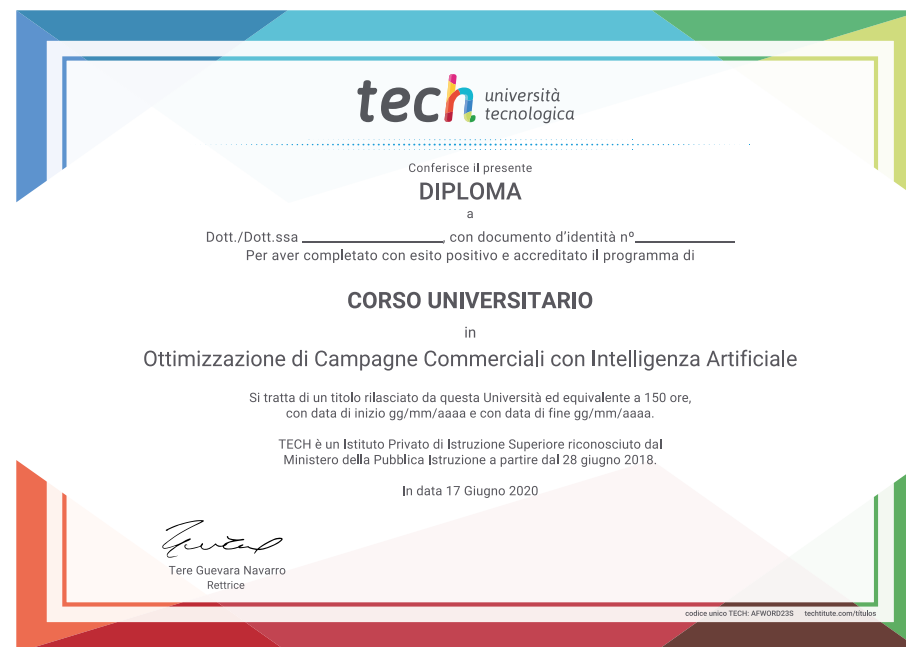 tech università
tecnologica
Conferisce il presente
DIPLOMA
a
Dott./Dott.ssa ____________________, con documento d'identità nº______________
Per aver completato con esito positivo e accreditato il programma di
CORSO UNIVERSITARIO
in
Ottimizzazione di Campagne Commerciali con Intelligenza Artificiale
Si tratta di un titolo rilasciato da questa Università ed equivalente a 150 ore,
con data di inizio gg/mm/aaaa e con data di fine gg/mm/aaaa.
TECH è un Istituto Privato di Istruzione Superiore riconosciuto dal
Ministero della Pubblica Istruzione a partire dal 28 giugno 2018.
In data 17 Giugno 2020
Tere Guevara Navarro
Rettrice
codice unico TECH: AFWORD23S techtitute.com/títulos